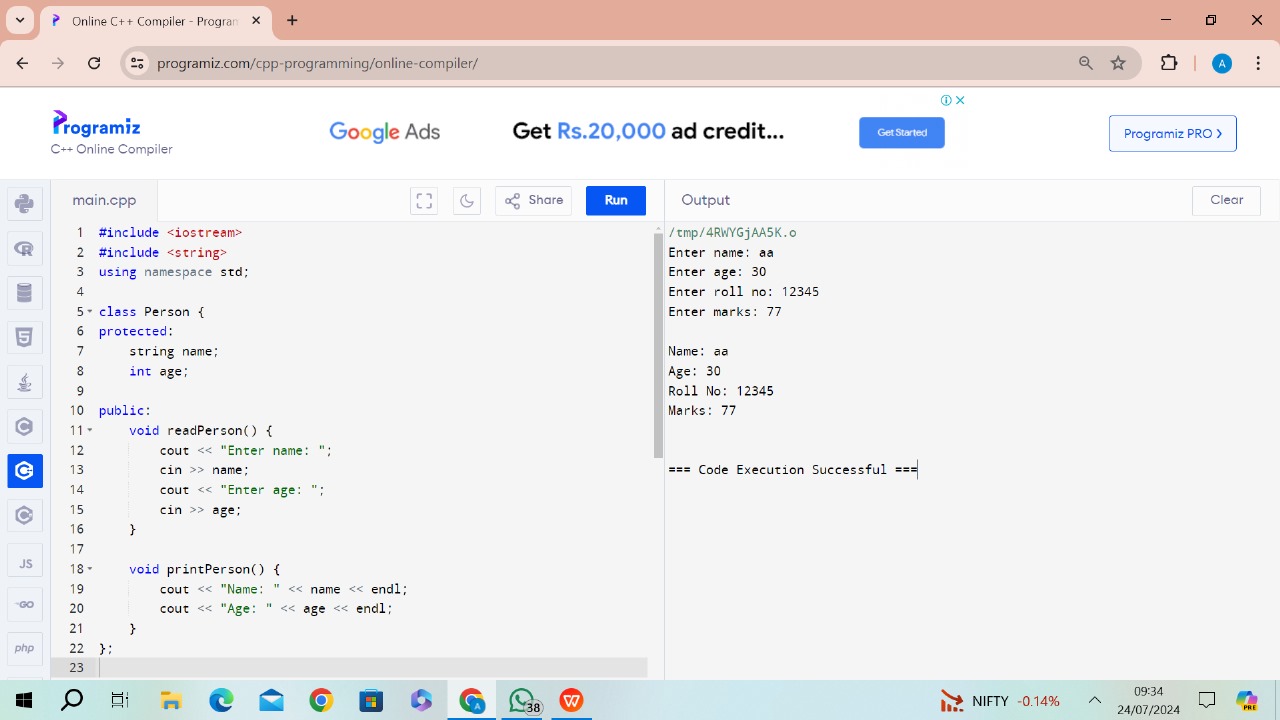 Online C++ Compiler - Program
programiz.com/cpp-programming/online-compiler/
A
Programiz
C++ Online Compiler
Google Ads
Get Rs.20,000 ad credit...
Get Started
Programiz PRO ›
main.cpp
Share
Run
Output
Clear
1 #include <iostream>
2 #include <string>
3 using namespace std;
4
5 class Person {
6 protected:
7     string name;
8     int age;
9
10 public:
11     void readPerson() {
12         cout << "Enter name: ";
13         cin >> name;
14         cout << "Enter age: ";
15         cin >> age;
16     }
17
18     void printPerson() {
19         cout << "Name: " << name << endl;
20         cout << "Age: " << age << endl;
21     }
22 };
23
/tmp/4RWYGjAA5K.o
Enter name: aa
Enter age: 30
Enter roll no: 12345
Enter marks: 77
Name: aa
Age: 30
Roll No: 12345
Marks: 77
=== Code Execution Successful ===
R
5
C
C
JS
GO
php
A
38
W
NIFTY -0.14%
09:34
24/07/2024
PRE